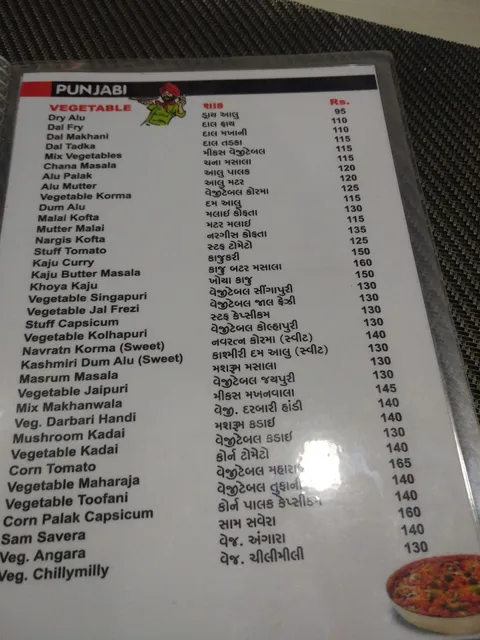 PUNJABI
VEGETABLE શાક Rs.
Dry Alu ડ્રાય આલુ 95
Dal Fry દાલ ફ્રાય 110
Dal Makhani દાલ મખાની 110
Dal Tadka દાલ તડકા 115
Mix Vegetables મીકસ વેજીટેબલ 115
Chana Masala ચના મસાલા 115
Alu Palak આલુ પાલક 120
Alu Mutter આલુ મટર 120
Vegetable Korma વેજીટેબલ કોરમા 125
Dum Alu દમ આલુ 115
Malai Kofta મલાઈ કોફતા 130
Mutter Malai મટર મલાઈ 115
Nargis Kofta નરગીસ કોફતા 135
Stuff Tomato સ્ટફ ટોમેટો 125
Kaju Curry કાજુકરી 150
Kaju Butter Masala કાજુ બટર મસાલા 160
Khoya Kaju ખોયા કાજુ 150
Vegetable Singapuri વેજીટેબલ સીંગાપુરી 130
Vegetable Jal Frezi વેજીટેબલ જાલ ફ્રેઝી 130
Stuff Capsicum સ્ટફ કેપ્સીકમ 130
Vegetable Kolhapuri વેજીટેબલ કોલ્હાપુરી 130
Navratn Korma (Sweet) નવરત્ન કોરમા (સ્વીટ) 140
Kashmiri Dum Alu (Sweet) કાશ્મીરી દમ આલુ (સ્વીટ) 130
Masrum Masala મશરૂમ મસાલા 130
Vegetable Jaipuri વેજીટેબલ જયપુરી 130
Mix Makhanwala મીકસ મખનવાલા 145
Veg. Darbari Handi વેજી. દરબારી હાંડી 140
Mushroom Kadai મશરૂમ કડાઈ 140
Vegetable Kadai વેજીટેબલ કડાઈ 130
Corn Tomato કોર્ન ટોમેટો 140
Vegetable Maharaja વેજીટેબલ 165
Vegetable Toofani વેજીટેબલ તુફાની 140
Corn Palak Capsicum કોર્ન પાલક કેપ્સીકમ 140
Sam Savera સામ સવેરા 160
Veg. Angara વેજ. અંગારા 140
Veg. Chillymilly વેજ. ચીલીમીલી 130